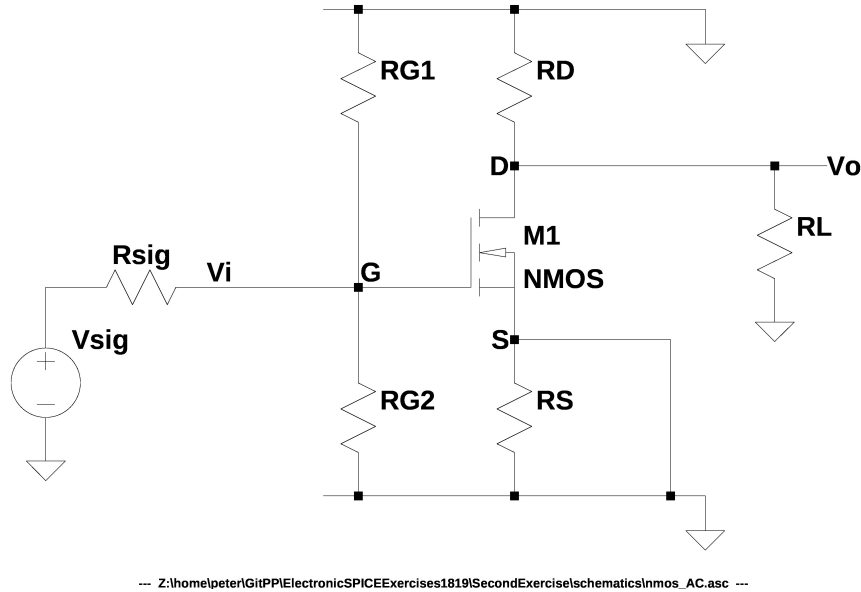 RG1
RD
D
Vo
RL
M1
NMOS
Rsig
Vi
G
Vsig
+
−
S
RG2
RS
--- Z:\home\peter\GitPP\ElectronicSPICEExercises1819\SecondExercise\schematics\nmos_AC.asc ---